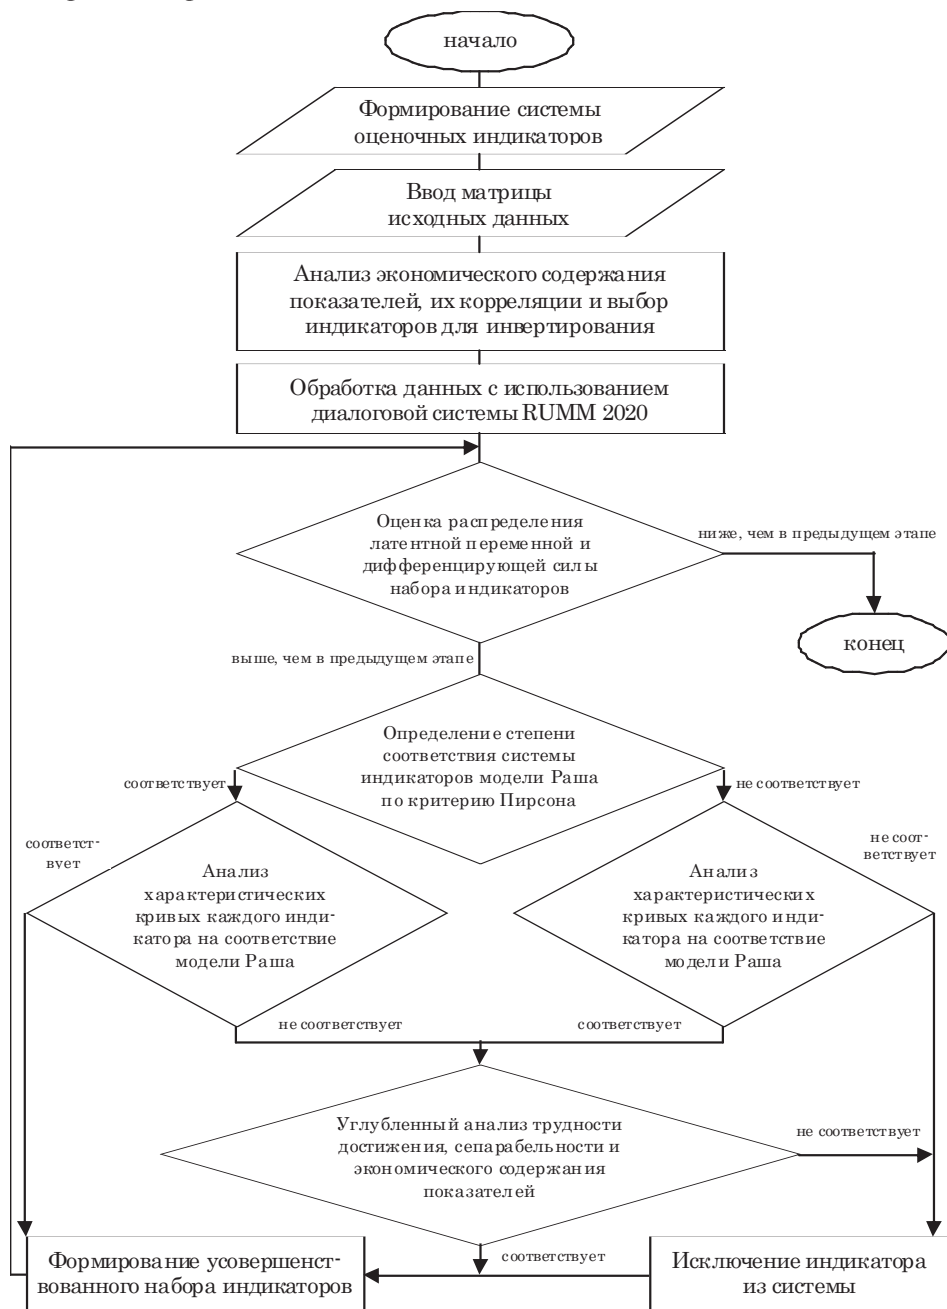 начало
Формирование системы
оценочных индикаторов
Ввод матрицы
исходных данных
Анализ экономического содержания
показателей, их корреляции и выбор
индикаторов для инвертирования
Обработка данных с использованием
диалоговой системы RUMM 2020
Оценка распределения
латентной переменной и
дифференцирующей силы
набора индикаторов
ниже, чем в предыдущем этапе
конец
выше, чем в предыдущем этапе
Определение степени
соответствия системы
индикаторов модели Раша
по критерию Пирсона
соответствует
не соответствует
соответст-
вует
не соот-
ветствует
Анализ
характеристических
кривых каждого инди-
катора на соответствие
модели Раша
Анализ
характеристических
кривых каждого инди-
катора на соответствие
модели Раша
не соответствует
соответствует
Углубленный анализ трудности
достижения, сепарабельности и
экономического содержания
показателей
не соответствует
соответствует
Формирование усовершенст-
вованного набора индикаторов
Исключение индикатора
из системы